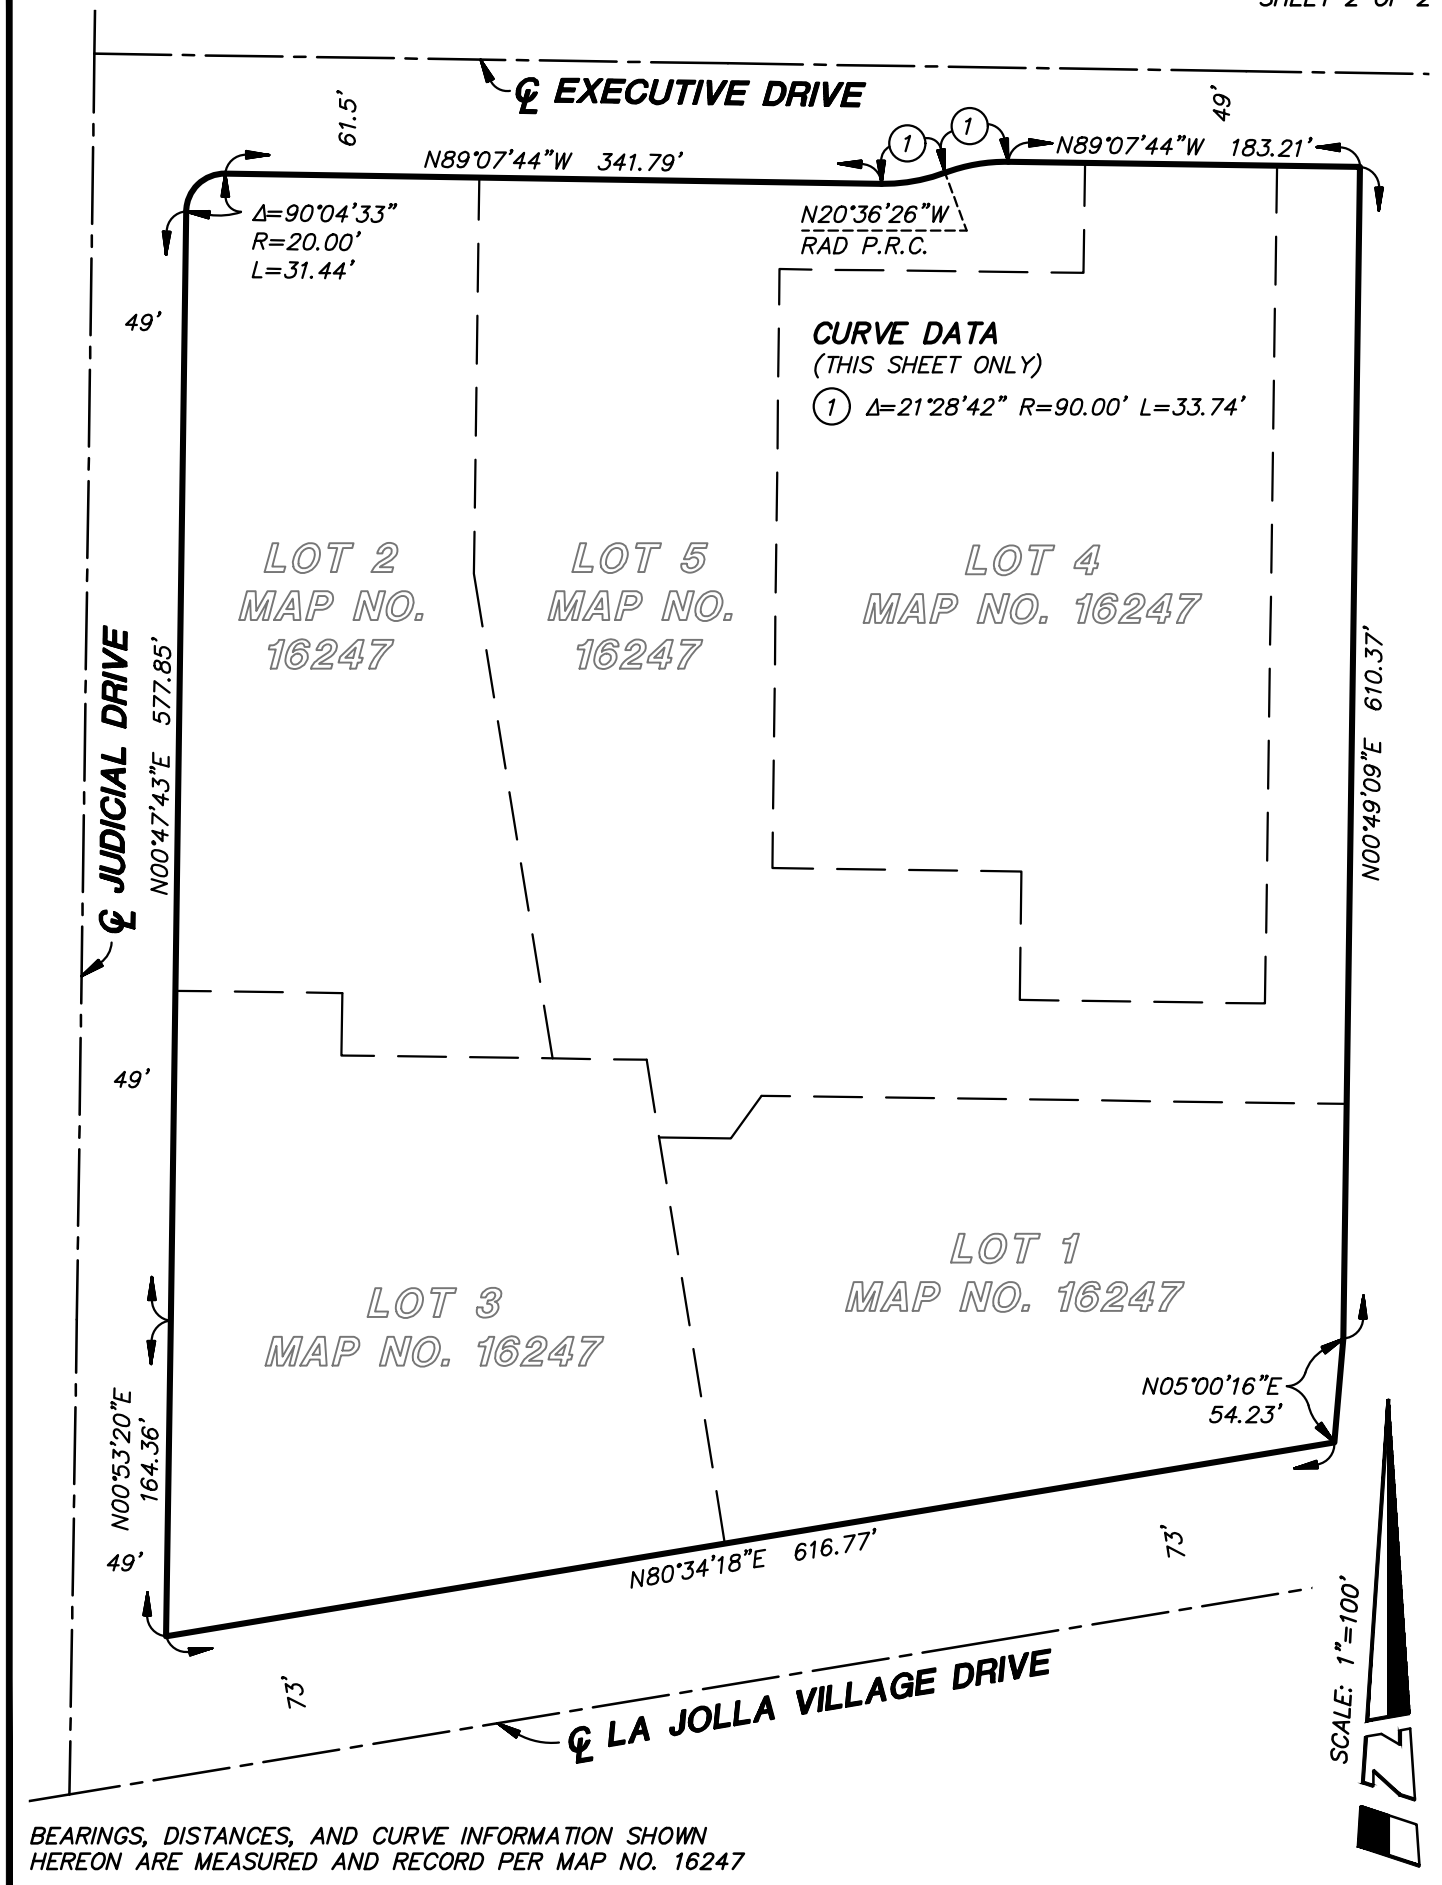 SHEET 2 OF 2
℄ EXECUTIVE DRIVE
61.5'
49'
N89°07'44"W 341.79'
1
1
N89°07'44"W 183.21'
Δ=90°04'33"
R=20.00'
L=31.44'
N20°36'26"W
RAD P.R.C.
49'
CURVE DATA
(THIS SHEET ONLY)
1 Δ=21°28'42" R=90.00' L=33.74'
LOT 2
MAP NO.
16247
LOT 5
MAP NO.
16247
LOT 4
MAP NO. 16247
℄ JUDICIAL DRIVE
N00°47'43"E 577.85'
N00°49'09"E 610.37'
49'
LOT 3
MAP NO. 16247
LOT 1
MAP NO. 16247
N05°00'16"E
54.23'
N00°53'20"E
164.36'
49'
N80°34'18"E 616.77'
73'
73'
℄ LA JOLLA VILLAGE DRIVE
SCALE: 1"=100'
N
BEARINGS, DISTANCES, AND CURVE INFORMATION SHOWN
HEREON ARE MEASURED AND RECORD PER MAP NO. 16247